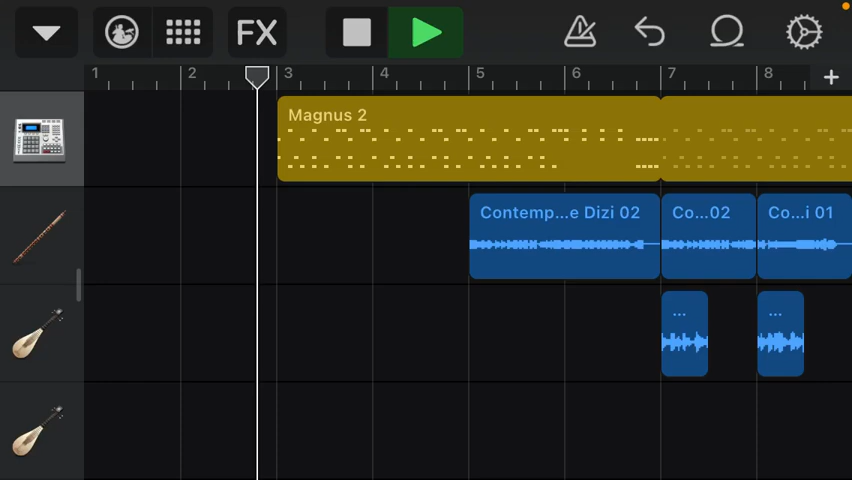 FX
1 2 3 4 5 6 7 8 +
Magnus 2
Contemp...e Dizi 02 Co...02 Co...i 01
... ...